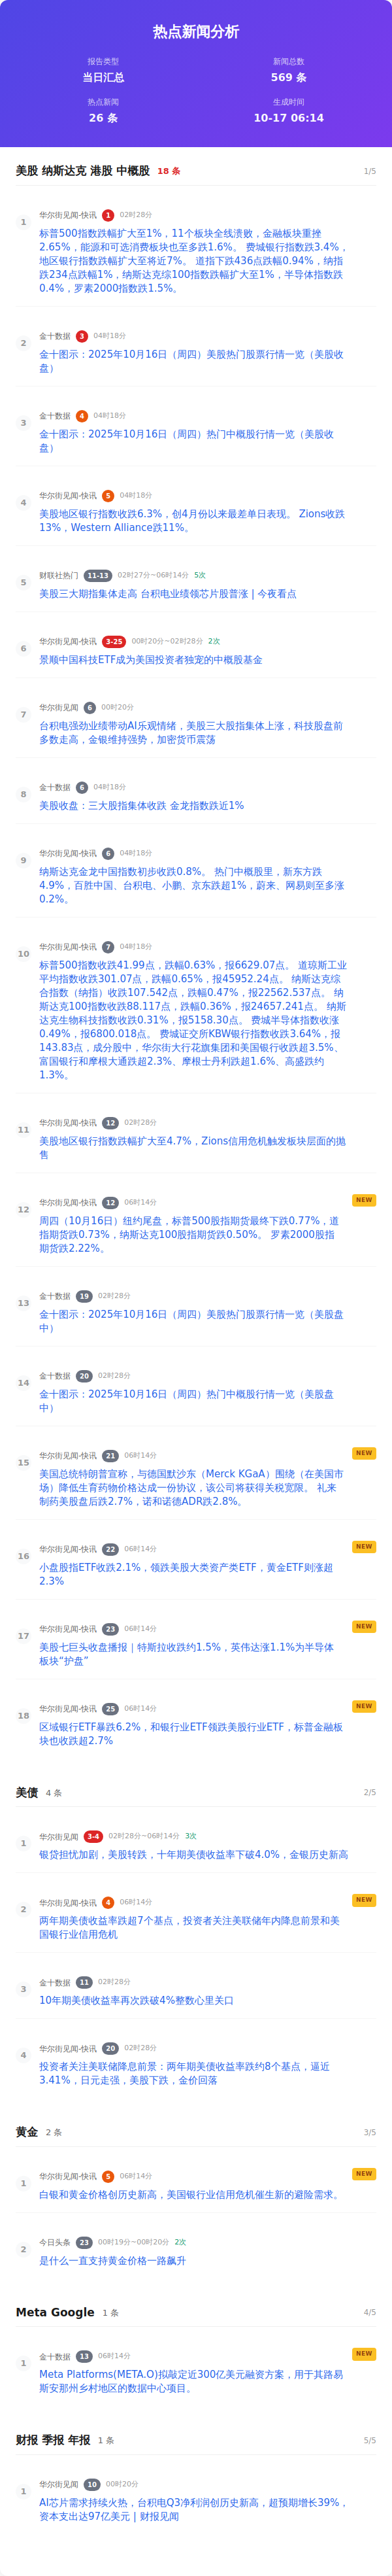 热点新闻分析
报告类型
当日汇总
新闻总数
569 条
热点新闻
26 条
生成时间
10-17 06:14
美股 纳斯达克 港股 中概股 18 条 1/5
1
华尔街见闻-快讯 1 02时28分
标普500指数跌幅扩大至1%，11个板块全线溃败，金融板块重挫
2.65%，能源和可选消费板块也至多跌1.6%。 费城银行指数跌3.4%，
地区银行指数跌幅扩大至将近7%。 道指下跌436点跌幅0.94%，纳指
跌234点跌幅1%，纳斯达克综100指数跌幅扩大至1%，半导体指数跌
0.4%，罗素2000指数跌1.5%。
2
金十数据 3 04时18分
金十图示：2025年10月16日（周四）美股热门股票行情一览（美股收
盘）
3
金十数据 4 04时18分
金十图示：2025年10月16日（周四）热门中概股行情一览（美股收
盘）
4
华尔街见闻-快讯 5 04时18分
美股地区银行指数收跌6.3%，创4月份以来最差单日表现。 Zions收跌
13%，Western Alliance跌11%。
5
财联社热门 11-13 02时27分~06时14分 5次
美股三大期指集体走高 台积电业绩领芯片股普涨 | 今夜看点
6
华尔街见闻-快讯 3-25 00时20分~02时28分 2次
景顺中国科技ETF成为美国投资者独宠的中概股基金
7
华尔街见闻 6 00时20分
台积电强劲业绩带动AI乐观情绪，美股三大股指集体上涨，科技股盘前
多数走高，金银维持强势，加密货币震荡
8
金十数据 6 04时18分
美股收盘：三大股指集体收跌 金龙指数跌近1%
9
华尔街见闻-快讯 6 04时18分
纳斯达克金龙中国指数初步收跌0.8%。 热门中概股里，新东方跌
4.9%，百胜中国、台积电、小鹏、京东跌超1%，蔚来、网易则至多涨
0.2%。
10
华尔街见闻-快讯 7 04时18分
标普500指数收跌41.99点，跌幅0.63%，报6629.07点。 道琼斯工业
平均指数收跌301.07点，跌幅0.65%，报45952.24点。 纳斯达克综
合指数（纳指）收跌107.542点，跌幅0.47%，报22562.537点。 纳
斯达克100指数收跌88.117点，跌幅0.36%，报24657.241点。 纳斯
达克生物科技指数收跌0.31%，报5158.30点。 费城半导体指数收涨
0.49%，报6800.018点。 费城证交所KBW银行指数收跌3.64%，报
143.83点，成分股中，华尔街大行花旗集团和美国银行收跌超3.5%、
富国银行和摩根大通跌超2.3%、摩根士丹利跌超1.6%、高盛跌约
1.3%。
11
华尔街见闻-快讯 12 02时28分
美股地区银行指数跌幅扩大至4.7%，Zions信用危机触发板块层面的抛
售
12
华尔街见闻-快讯 12 06时14分 NEW
周四（10月16日）纽约尾盘，标普500股指期货最终下跌0.77%，道
指期货跌0.73%，纳斯达克100股指期货跌0.50%。 罗素2000股指
期货跌2.22%。
13
金十数据 19 02时28分
金十图示：2025年10月16日（周四）美股热门股票行情一览（美股盘
中）
14
金十数据 20 02时28分
金十图示：2025年10月16日（周四）热门中概股行情一览（美股盘
中）
15
华尔街见闻-快讯 21 06时14分 NEW
美国总统特朗普宣称，与德国默沙东（Merck KGaA）围绕（在美国市
场）降低生育药物价格达成一份协议，该公司将获得关税宽限。 礼来
制药美股盘后跌2.7%，诺和诺德ADR跌2.8%。
16
华尔街见闻-快讯 22 06时14分 NEW
小盘股指ETF收跌2.1%，领跌美股大类资产类ETF，黄金ETF则涨超
2.3%
17
华尔街见闻-快讯 23 06时14分 NEW
美股七巨头收盘播报｜特斯拉收跌约1.5%，英伟达涨1.1%为半导体
板块“护盘”
18
华尔街见闻-快讯 25 06时14分 NEW
区域银行ETF暴跌6.2%，和银行业ETF领跌美股行业ETF，标普金融板
块也收跌超2.7%
美债 4 条 2/5
1
华尔街见闻 3-4 02时28分~06时14分 3次
银贷担忧加剧，美股转跌，十年期美债收益率下破4.0%，金银历史新高
2
华尔街见闻-快讯 4 06时14分 NEW
两年期美债收益率跌超7个基点，投资者关注美联储年内降息前景和美
国银行业信用危机
3
金十数据 11 02时28分
10年期美债收益率再次跌破4%整数心里关口
4
华尔街见闻-快讯 20 02时28分
投资者关注美联储降息前景：两年期美债收益率跌约8个基点，逼近
3.41%，日元走强，美股下跌，金价回落
黄金 2 条 3/5
1
华尔街见闻-快讯 5 06时14分 NEW
白银和黄金价格创历史新高，美国银行业信用危机催生新的避险需求。
2
今日头条 23 00时19分~00时20分 2次
是什么一直支持黄金价格一路飙升
Meta Google 1 条 4/5
1
金十数据 13 06时14分 NEW
Meta Platforms(META.O)拟敲定近300亿美元融资方案，用于其路易
斯安那州乡村地区的数据中心项目。
财报 季报 年报 1 条 5/5
1
华尔街见闻 10 00时20分
AI芯片需求持续火热，台积电Q3净利润创历史新高，超预期增长39%，
资本支出达97亿美元 | 财报见闻